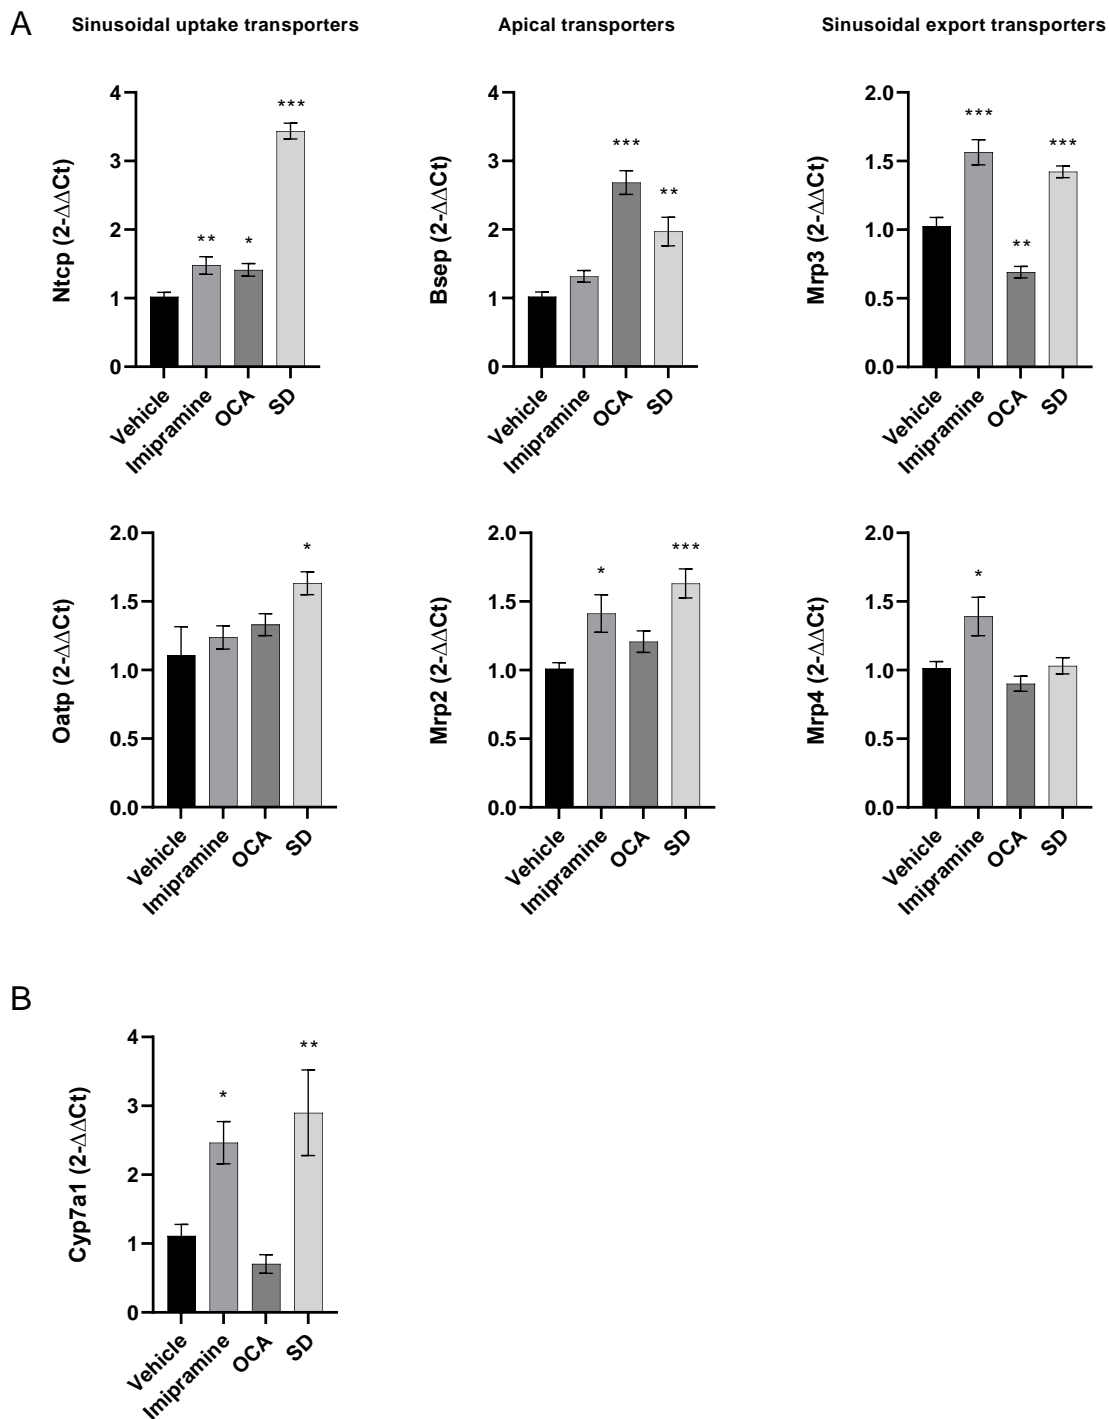 A
Sinusoidal uptake transporters
Apical transporters
Sinusoidal export transporters
Ntcp (2-ΔΔCt)
4
3
2
1
0
**
*
***
Vehicle
Imipramine
OCA
SD
Bsep (2-ΔΔCt)
4
3
2
1
0
***
**
Vehicle
Imipramine
OCA
SD
Mrp3 (2-ΔΔCt)
2.0
1.5
1.0
0.5
0.0
***
**
***
Vehicle
Imipramine
OCA
SD
Oatp (2-ΔΔCt)
2.0
1.5
1.0
0.5
0.0
*
Vehicle
Imipramine
OCA
SD
Mrp2 (2-ΔΔCt)
2.0
1.5
1.0
0.5
0.0
*
***
Vehicle
Imipramine
OCA
SD
Mrp4 (2-ΔΔCt)
2.0
1.5
1.0
0.5
0.0
*
Vehicle
Imipramine
OCA
SD
B
Cyp7a1 (2-ΔΔCt)
4
3
2
1
0
*
**
Vehicle
Imipramine
OCA
SD